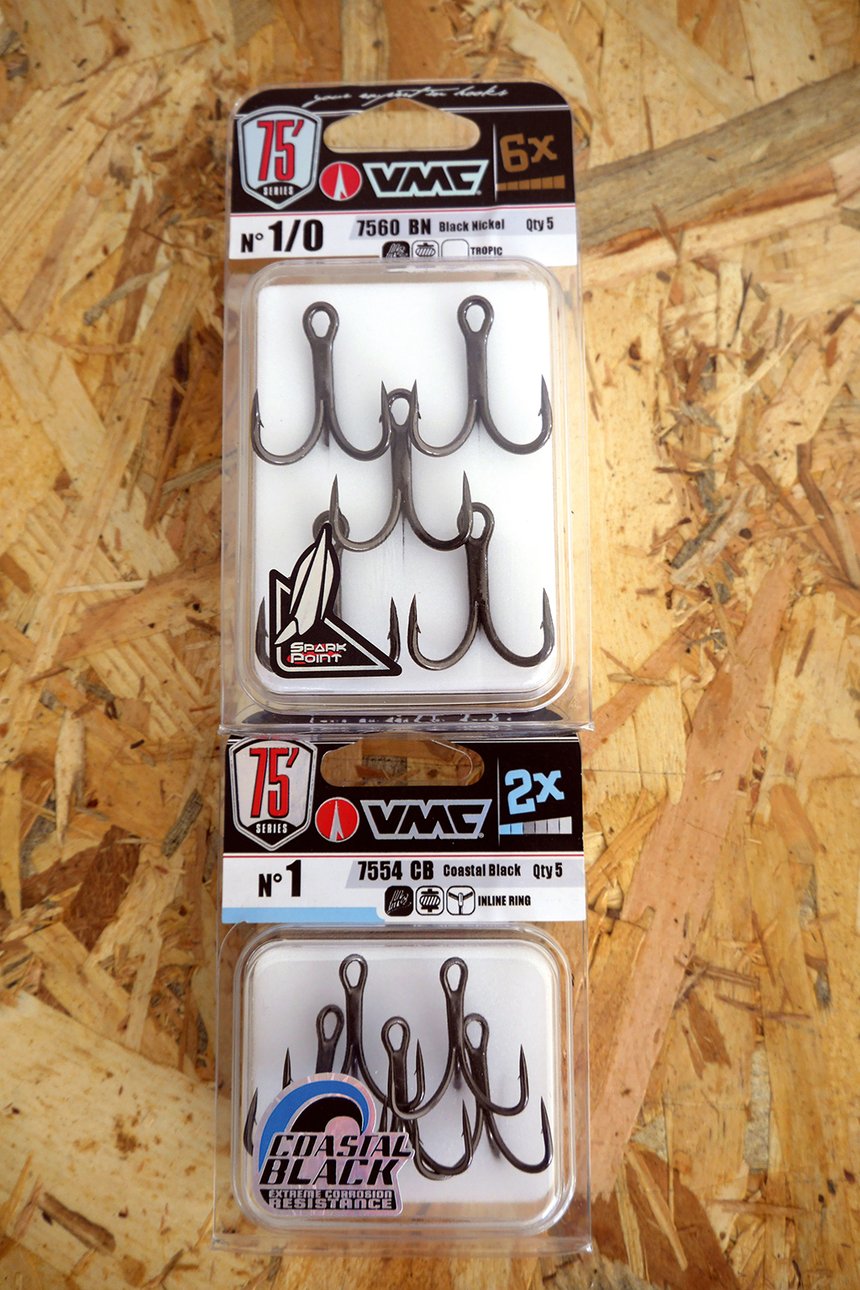 your expert in hooks
75'
SERIES
VMC
6x
N° 1/0
7560 BN Black Nickel Qty 5
TROPIC
SPARK
POINT
75'
SERIES
VMC
2x
N° 1
7554 CB Coastal Black Qty 5
INLINE RING
COASTAL
BLACK
EXTREME CORROSION
RESISTANCE